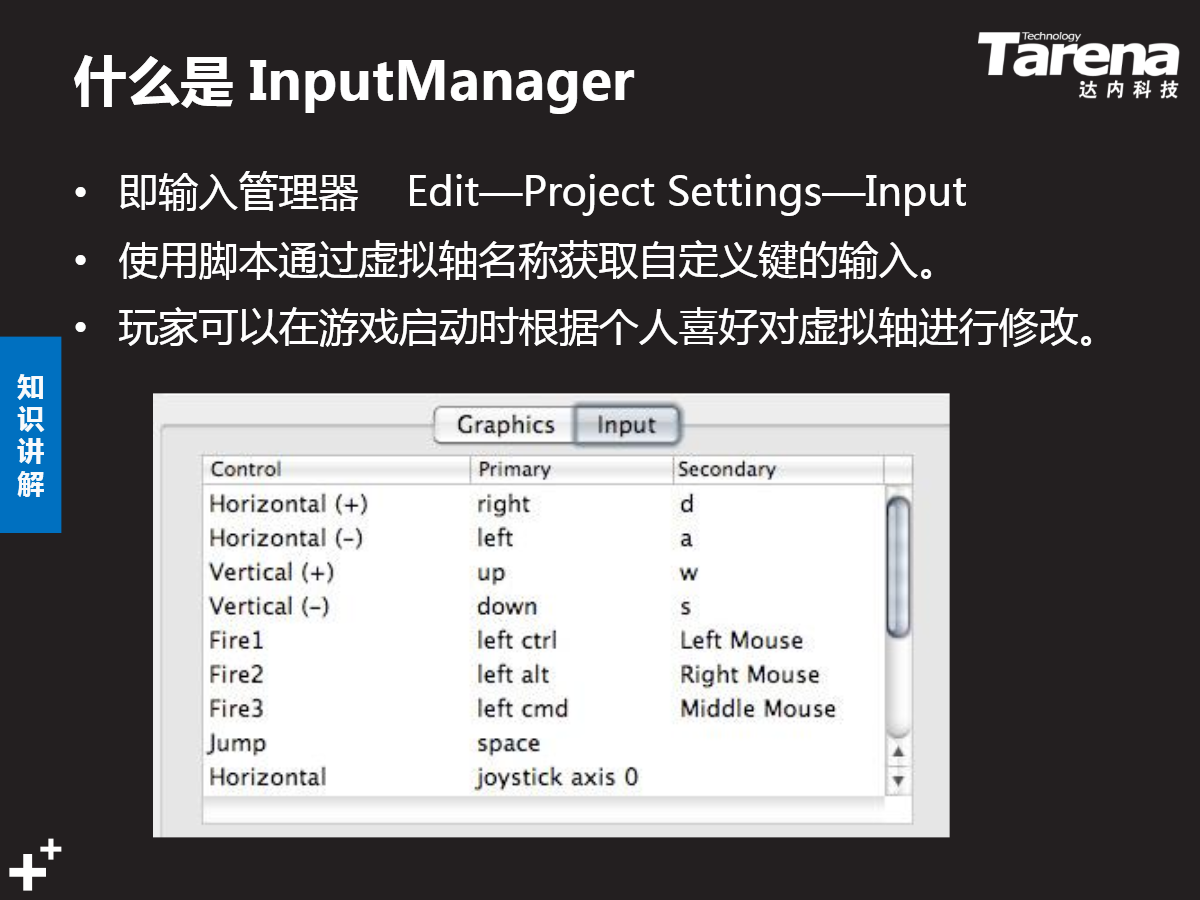 什么是 InputManager
Technology
Tarena
达内科技
• 即输入管理器 Edit—Project Settings—Input
• 使用脚本通过虚拟轴名称获取自定义键的输入。
• 玩家可以在游戏启动时根据个人喜好对虚拟轴进行修改。
知识讲解
Graphics Input
Control Primary Secondary
Horizontal (+) right d
Horizontal (-) left a
Vertical (+) up w
Vertical (-) down s
Fire1 left ctrl Left Mouse
Fire2 left alt Right Mouse
Fire3 left cmd Middle Mouse
Jump space
Horizontal joystick axis 0